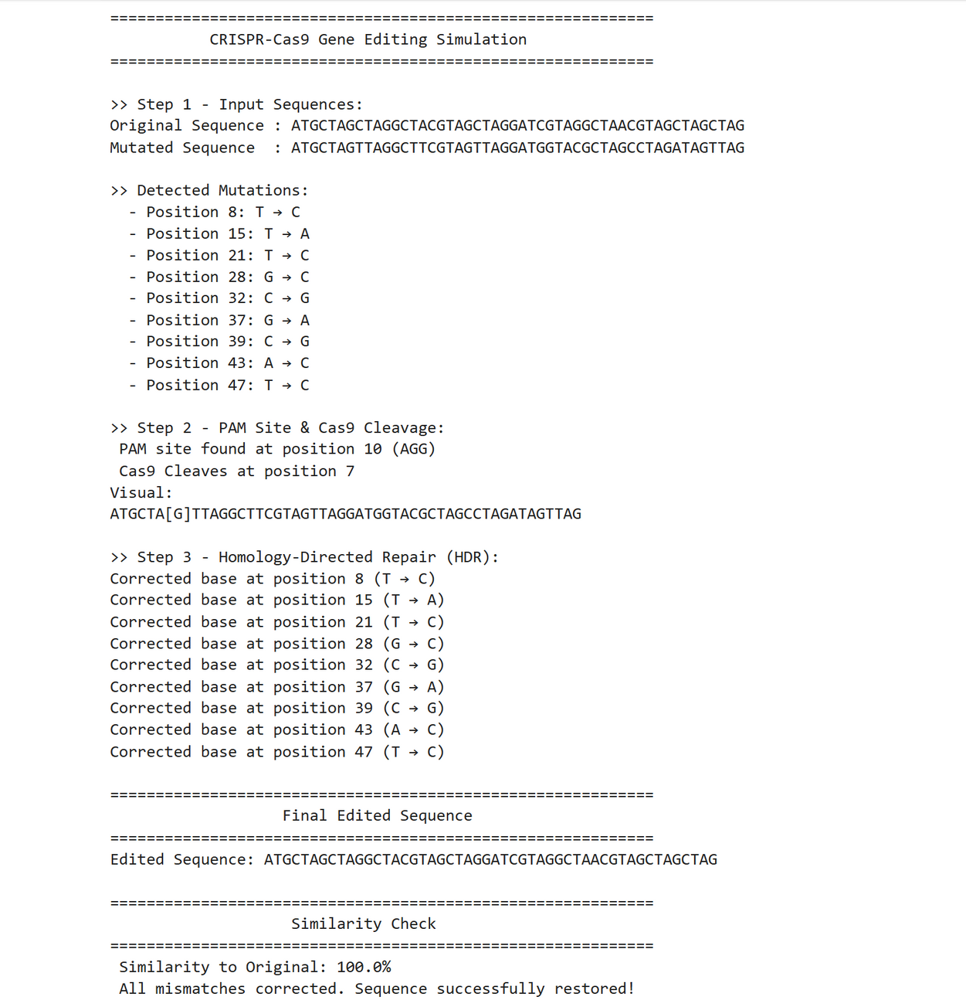 ============================================================
CRISPR-Cas9 Gene Editing Simulation
============================================================
>> Step 1 - Input Sequences:
Original Sequence : ATGCTAGCTAGGCTACGTAGCTAGGATCGTAGGCTAACGTAGCTAGCTAG
Mutated Sequence  : ATGCTAGTTAGGCTTCGTAGTTAGGATGGTACGCTAGCCTAGATAGTTAG
>> Detected Mutations:
- Position 8: T → C
- Position 15: T → A
- Position 21: T → C
- Position 28: G → C
- Position 32: C → G
- Position 37: G → A
- Position 39: C → G
- Position 43: A → C
- Position 47: T → C
>> Step 2 - PAM Site & Cas9 Cleavage:
PAM site found at position 10 (AGG)
Cas9 Cleaves at position 7
Visual:
ATGCTA[G]TTAGGCTTCGTAGTTAGGATGGTACGCTAGCCTAGATAGTTAG
>> Step 3 - Homology-Directed Repair (HDR):
Corrected base at position 8 (T → C)
Corrected base at position 15 (T → A)
Corrected base at position 21 (T → C)
Corrected base at position 28 (G → C)
Corrected base at position 32 (C → G)
Corrected base at position 37 (G → A)
Corrected base at position 39 (C → G)
Corrected base at position 43 (A → C)
Corrected base at position 47 (T → C)
============================================================
Final Edited Sequence
============================================================
Edited Sequence: ATGCTAGCTAGGCTACGTAGCTAGGATCGTAGGCTAACGTAGCTAGCTAG
============================================================
Similarity Check
============================================================
Similarity to Original: 100.0%
All mismatches corrected. Sequence successfully restored!